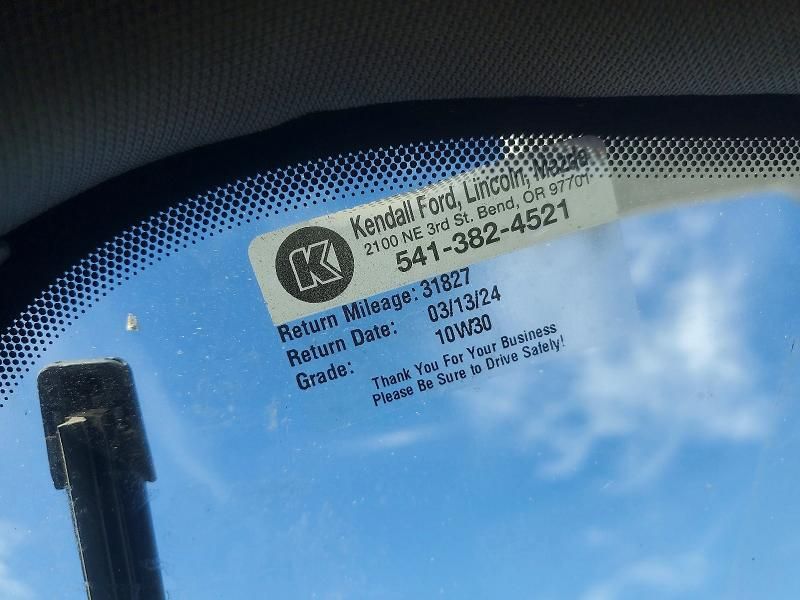 K
Kendall Ford, Lincoln, Mazda
2100 NE 3rd St. Bend, OR 97701
541-382-4521
Return Mileage: 31827
Return Date: 03/13/24
Grade: 10W30
Thank You For Your Business
Please Be Sure to Drive Safely!